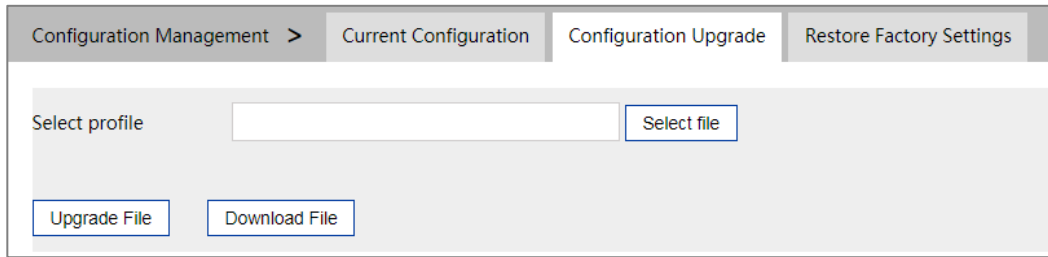 Configuration Management > Current Configuration Configuration Upgrade Restore Factory Settings
Select profile Select file
Upgrade File Download File